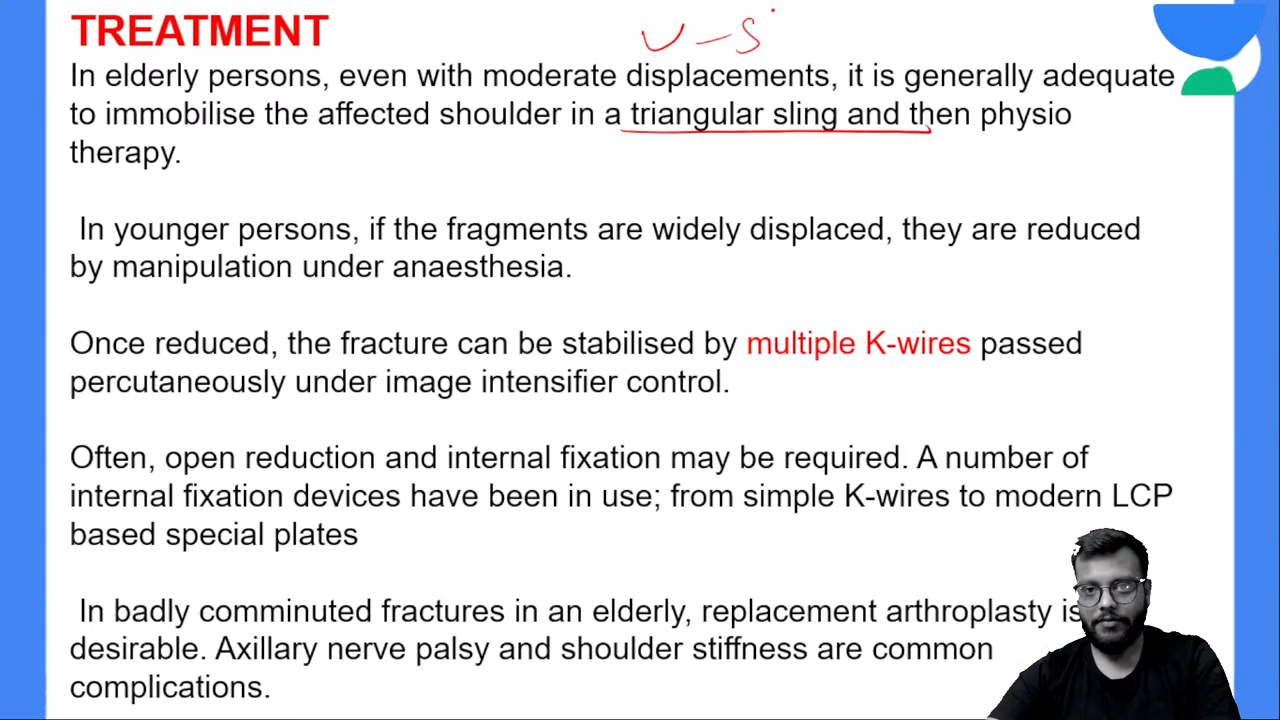 TREATMENT
U-S
In elderly persons, even with moderate displacements, it is generally adequate
to immobilise the affected shoulder in a triangular sling and then physio
therapy.
In younger persons, if the fragments are widely displaced, they are reduced
by manipulation under anaesthesia.
Once reduced, the fracture can be stabilised by multiple K-wires passed
percutaneously under image intensifier control.
Often, open reduction and internal fixation may be required. A number of
internal fixation devices have been in use; from simple K-wires to modern LCP
based special plates
In badly comminuted fractures in an elderly, replacement arthroplasty is
desirable. Axillary nerve palsy and shoulder stiffness are common
complications.